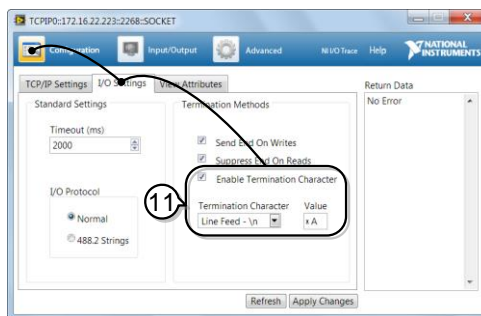 TCPIP0::172.16.22.223::2268::SOCKET
Configuration Input/Output Advanced NI I/O Trace Help NATIONAL INSTRUMENTS
TCP/IP Settings I/O Settings View Attributes
Return Data
Standard Settings
Termination Methods
No Error
Timeout (ms)
2000
Send End On Writes
Suppress End On Reads
Enable Termination Character
I/O Protocol
11
Termination Character Value
Normal
Line Feed - \n x A
488.2 Strings
Refresh Apply Changes